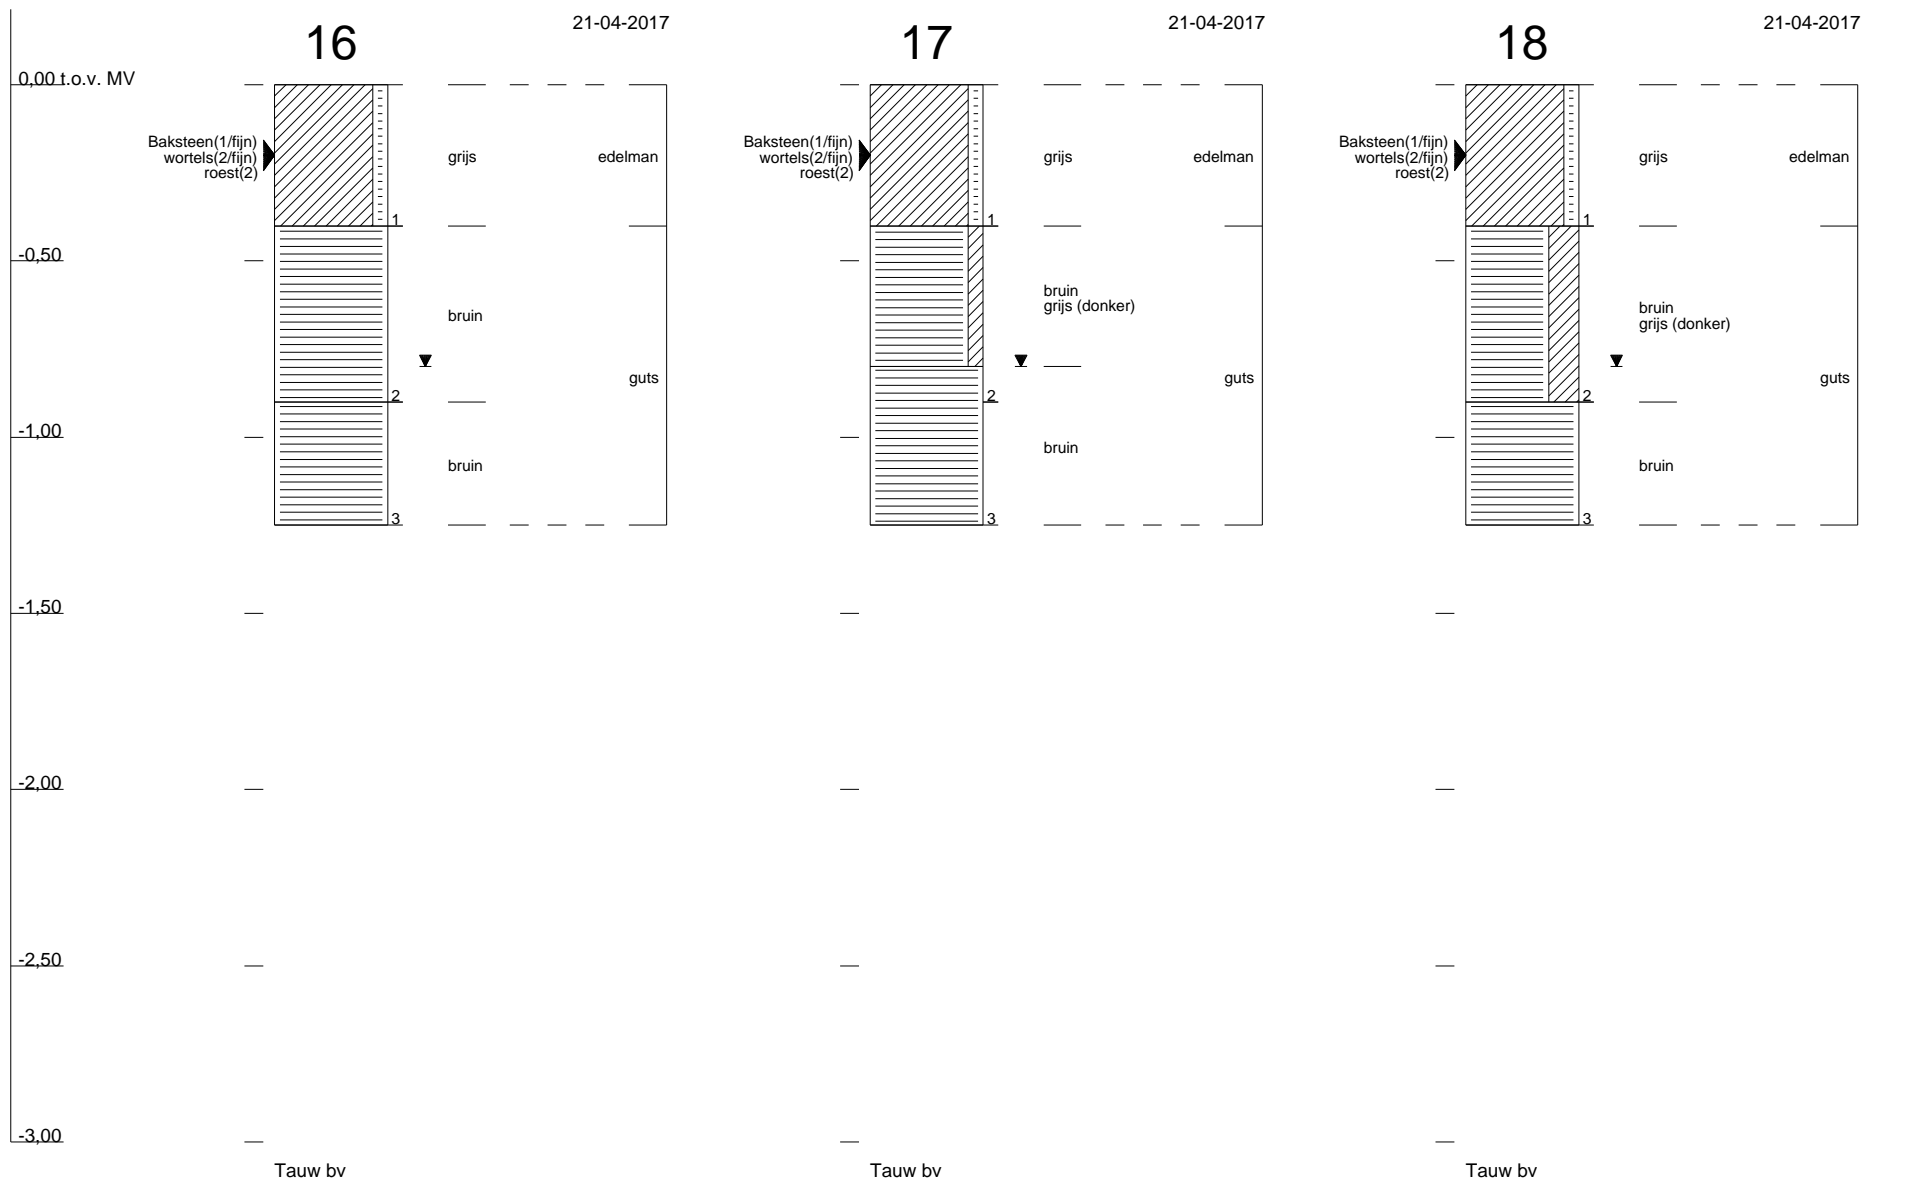 16
21-04-2017
17
21-04-2017
18
21-04-2017
0,00 t.o.v. MV
-0,50
-1,00
-1,50
-2,00
-2,50
-3,00
Baksteen(1/fijn)
wortels(2/fijn)
roest(2)
grijs
edelman
1
bruin
guts
2
bruin
3
Tauw bv
Baksteen(1/fijn)
wortels(2/fijn)
roest(2)
grijs
edelman
1
bruin
grijs (donker)
guts
2
bruin
3
Tauw bv
Baksteen(1/fijn)
wortels(2/fijn)
roest(2)
grijs
edelman
1
bruin
grijs (donker)
guts
2
bruin
3
Tauw bv